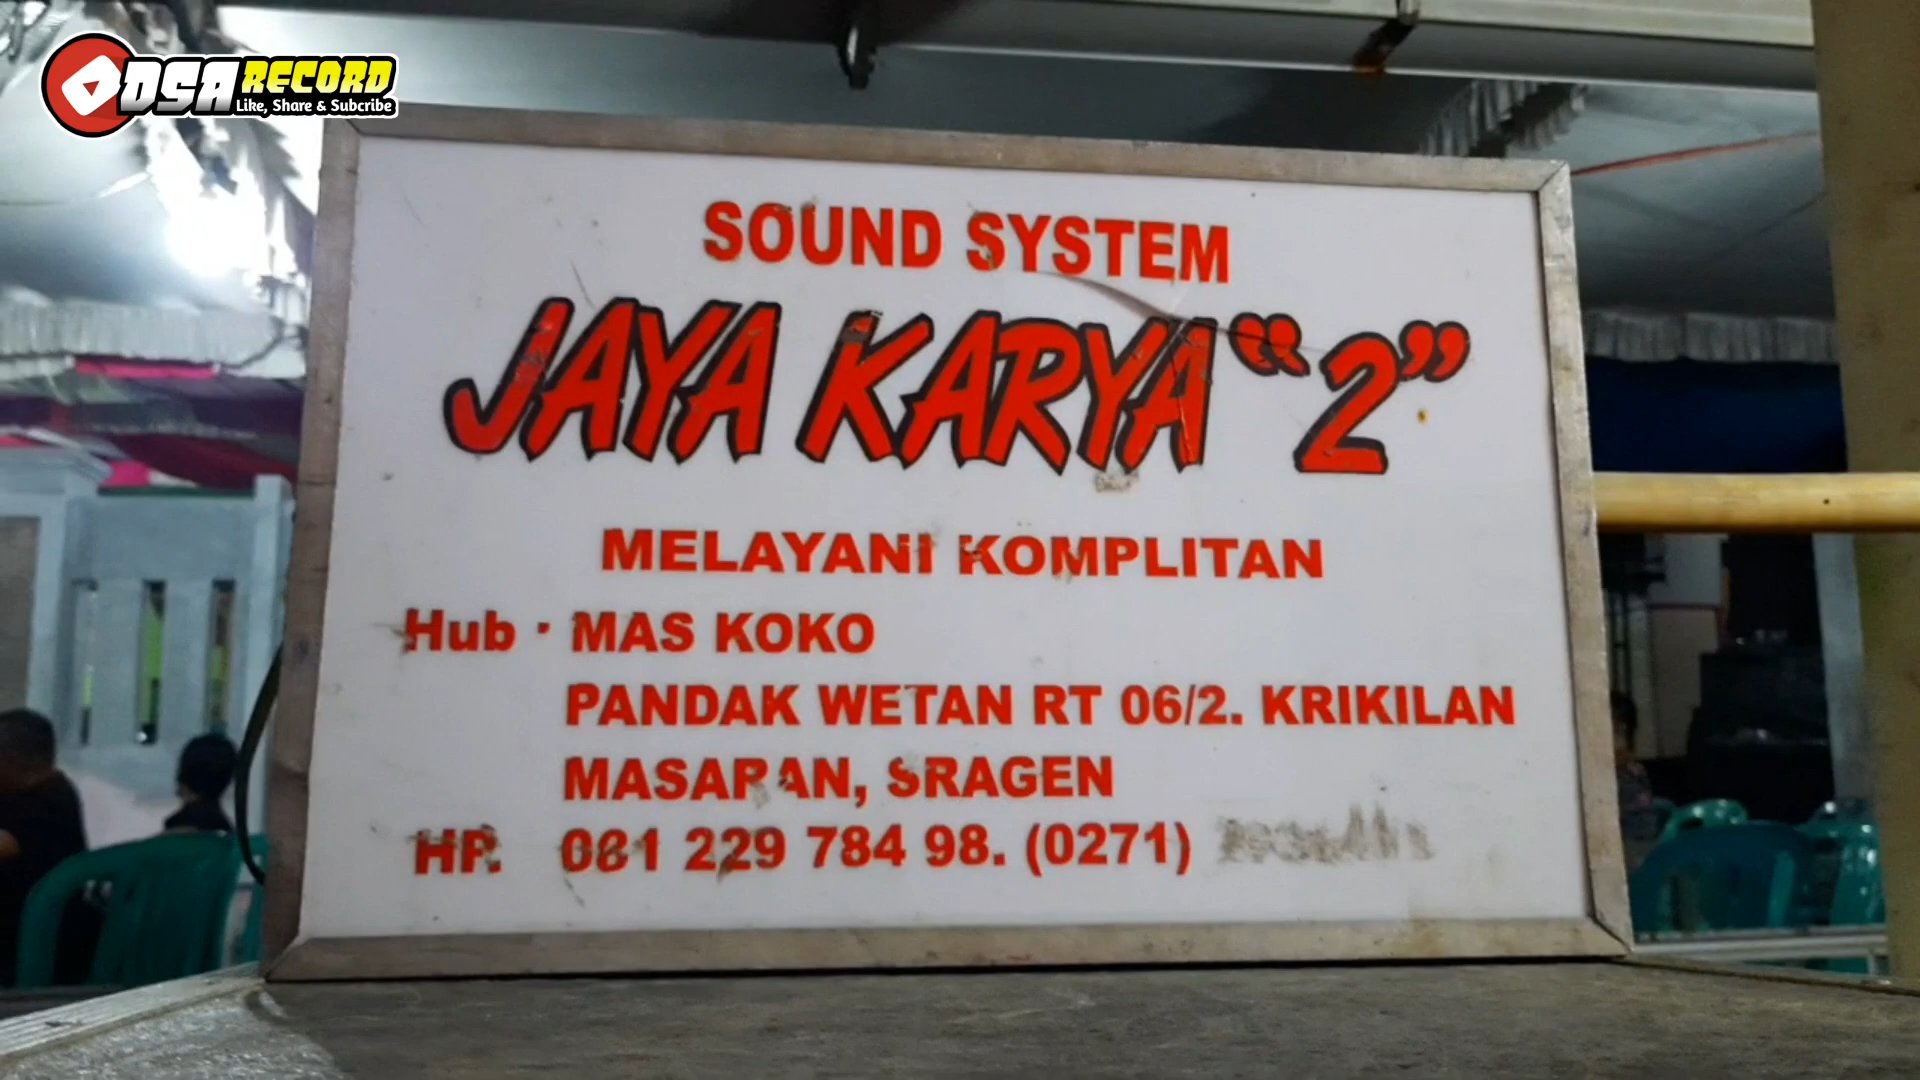 DSA RECORD
Like, Share & Subcribe
SOUND SYSTEM
JAYA KARYA “2”
MELAYANI KOMPLITAN
Hub : MAS KOKO
PANDAK WETAN RT 06/2. KRIKILAN
MASARAN, SRAGEN
HP. 081 229 784 98. (0271)